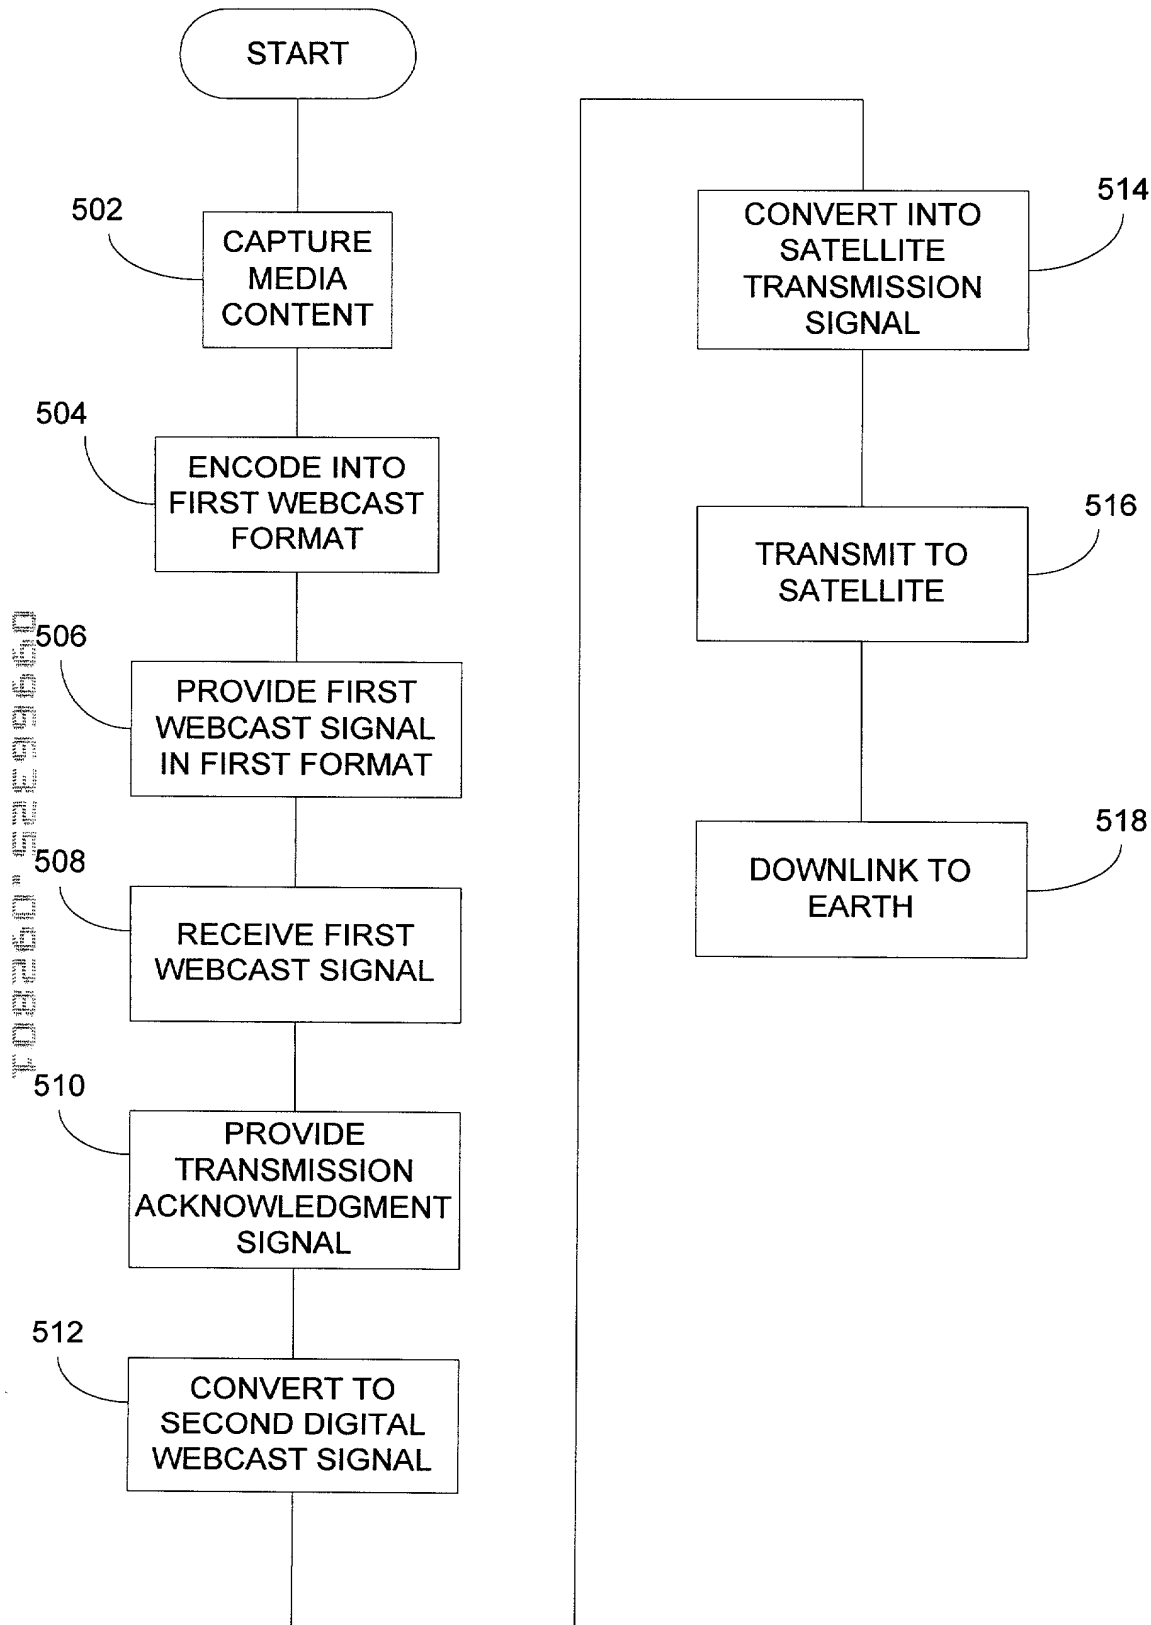 START
502
CAPTURE
MEDIA
CONTENT
504
ENCODE INTO
FIRST WEBCAST
FORMAT
506
PROVIDE FIRST
WEBCAST SIGNAL
IN FIRST FORMAT
508
RECEIVE FIRST
WEBCAST SIGNAL
510
PROVIDE
TRANSMISSION
ACKNOWLEDGMENT
SIGNAL
512
CONVERT TO
SECOND DIGITAL
WEBCAST SIGNAL
514
CONVERT INTO
SATELLITE
TRANSMISSION
SIGNAL
516
TRANSMIT TO
SATELLITE
518
DOWNLINK TO
EARTH
09966325.092801